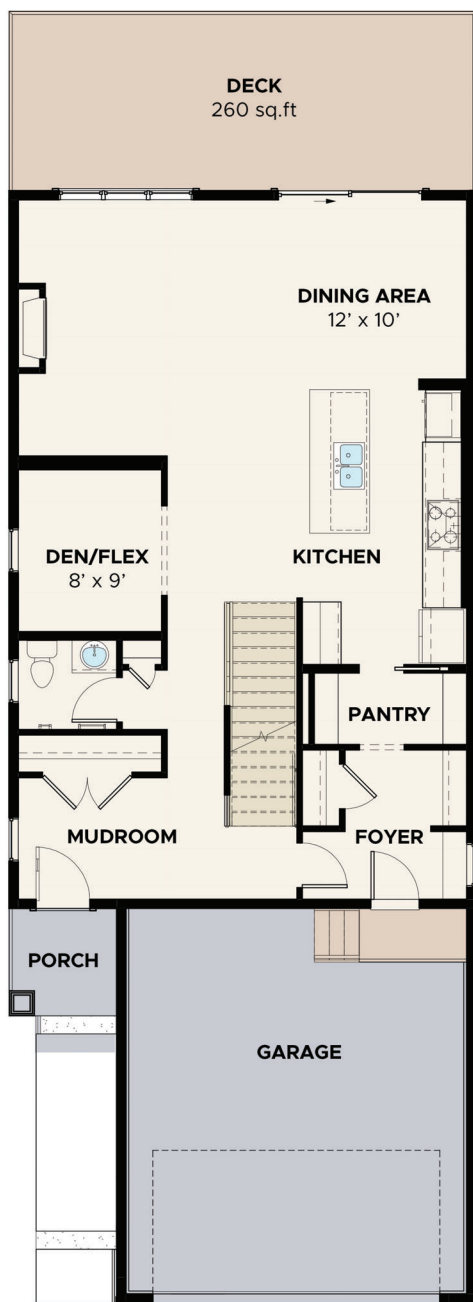 DECK
260 sq.ft
DINING AREA
12’ x 10’
DEN/FLEX
8’ x 9’
KITCHEN
PANTRY
MUDROOM
FOYER
PORCH
GARAGE